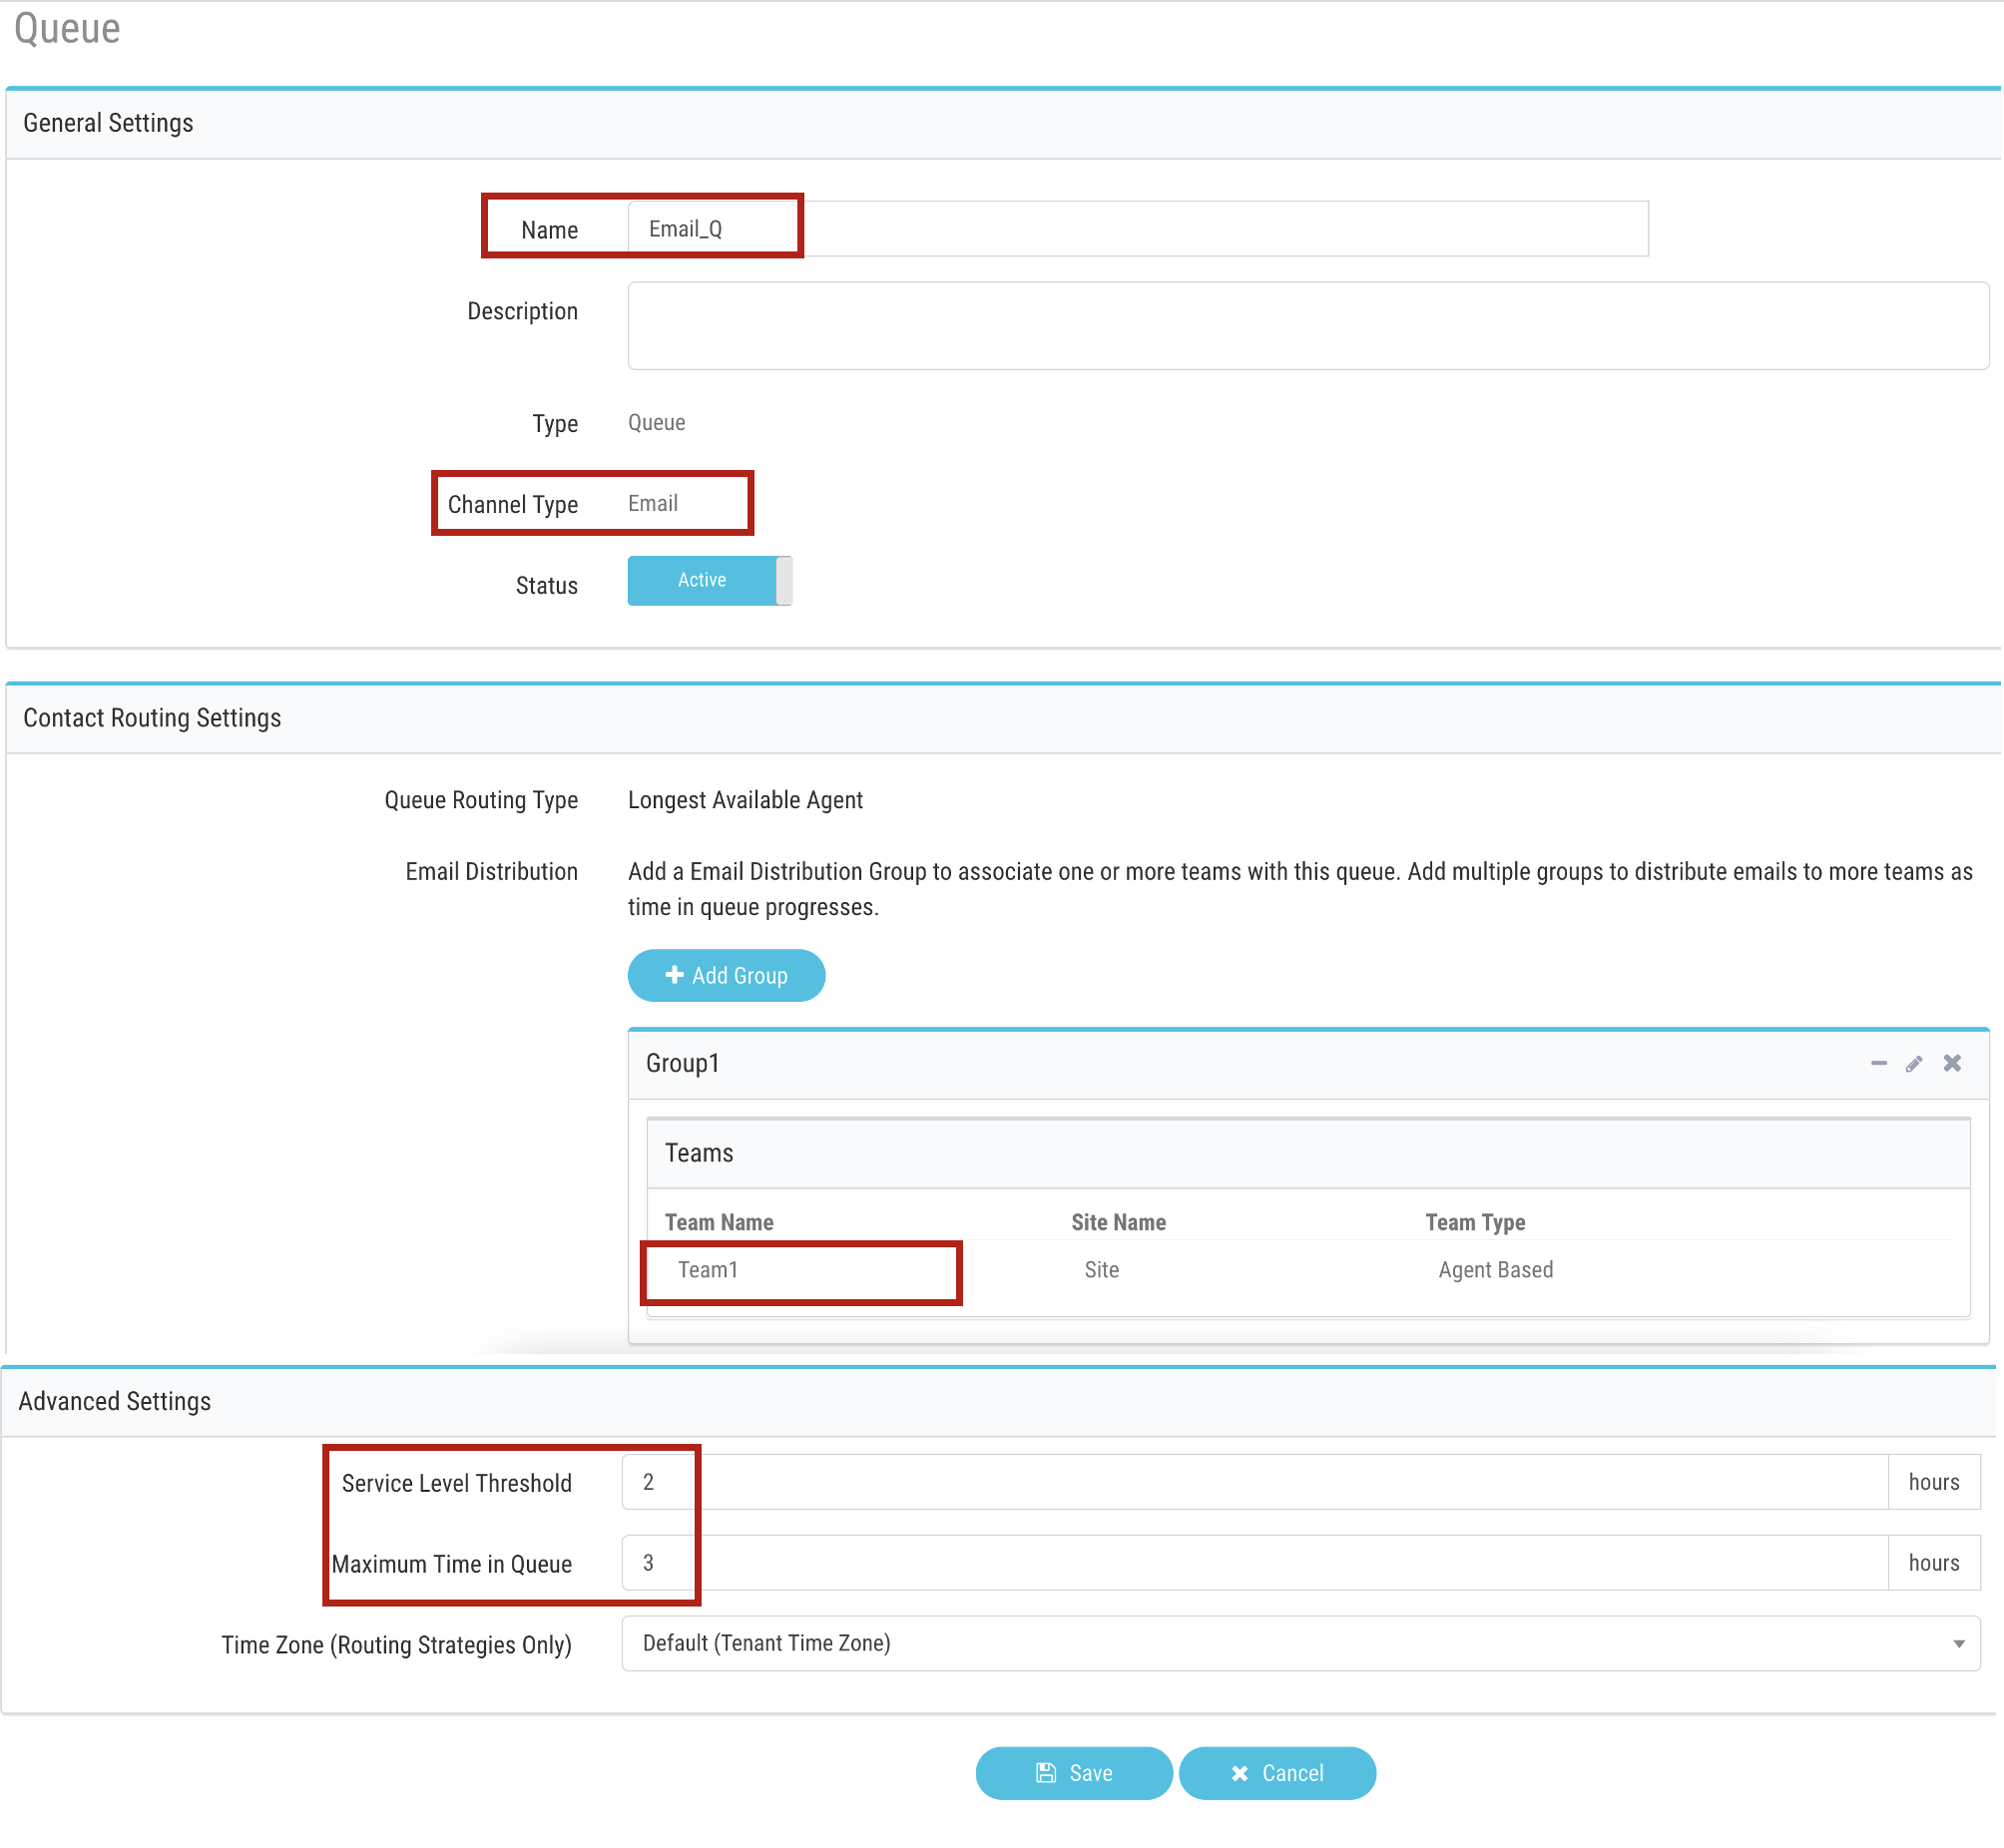 Queue
General Settings
Name Email_Q
Description
Type Queue
Channel Type Email
Status Active
Contact Routing Settings
Queue Routing Type Longest Available Agent
Email Distribution Add a Email Distribution Group to associate one or more teams with this queue. Add multiple groups to distribute emails to more teams as
time in queue progresses.
Add Group
Group1
Teams
Team Name Site Name Team Type
Team1 Site Agent Based
Advanced Settings
Service Level Threshold 2 hours
Maximum Time in Queue 3 hours
Time Zone (Routing Strategies Only) Default (Tenant Time Zone)
Save Cancel